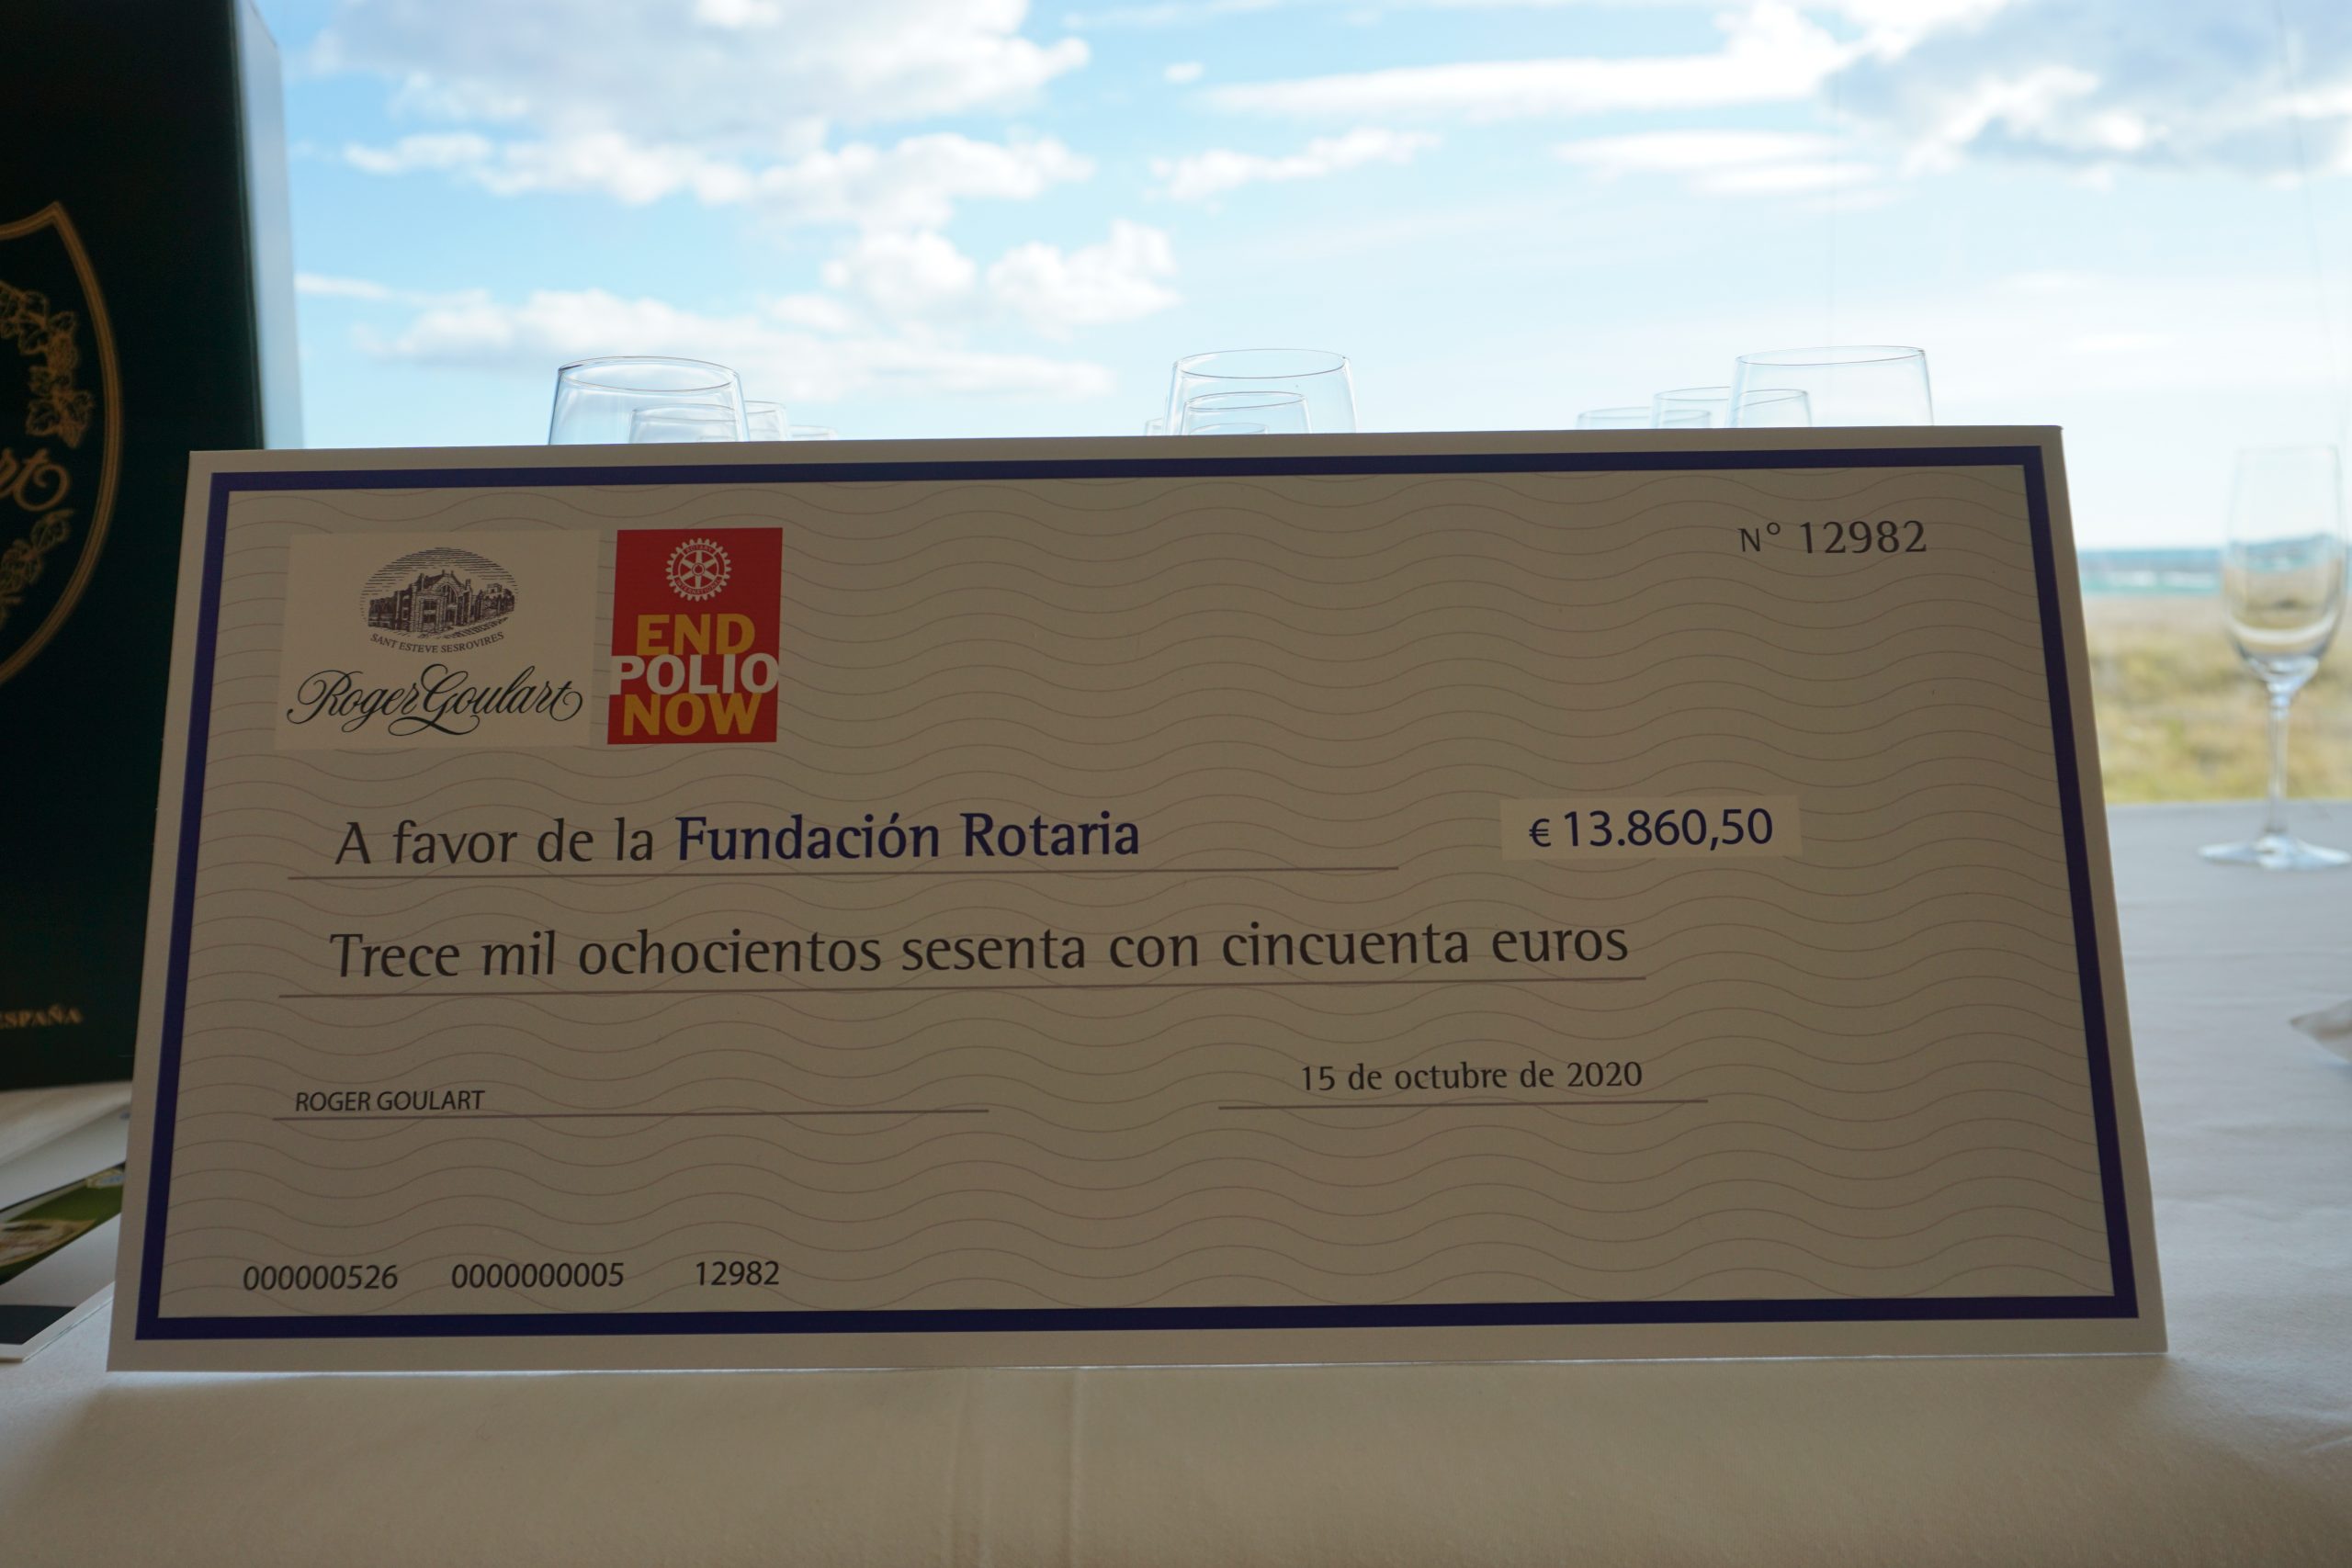 N° 12982
SANT ESTEVE SESROVIRES
Roger Goulart
END
POLIO
NOW
A favor de la Fundación Rotaria
€ 13.860,50
Trece mil ochocientos sesenta con cincuenta euros
ROGER GOULART
15 de octubre de 2020
000000526 0000000005 12982
ESPAÑA